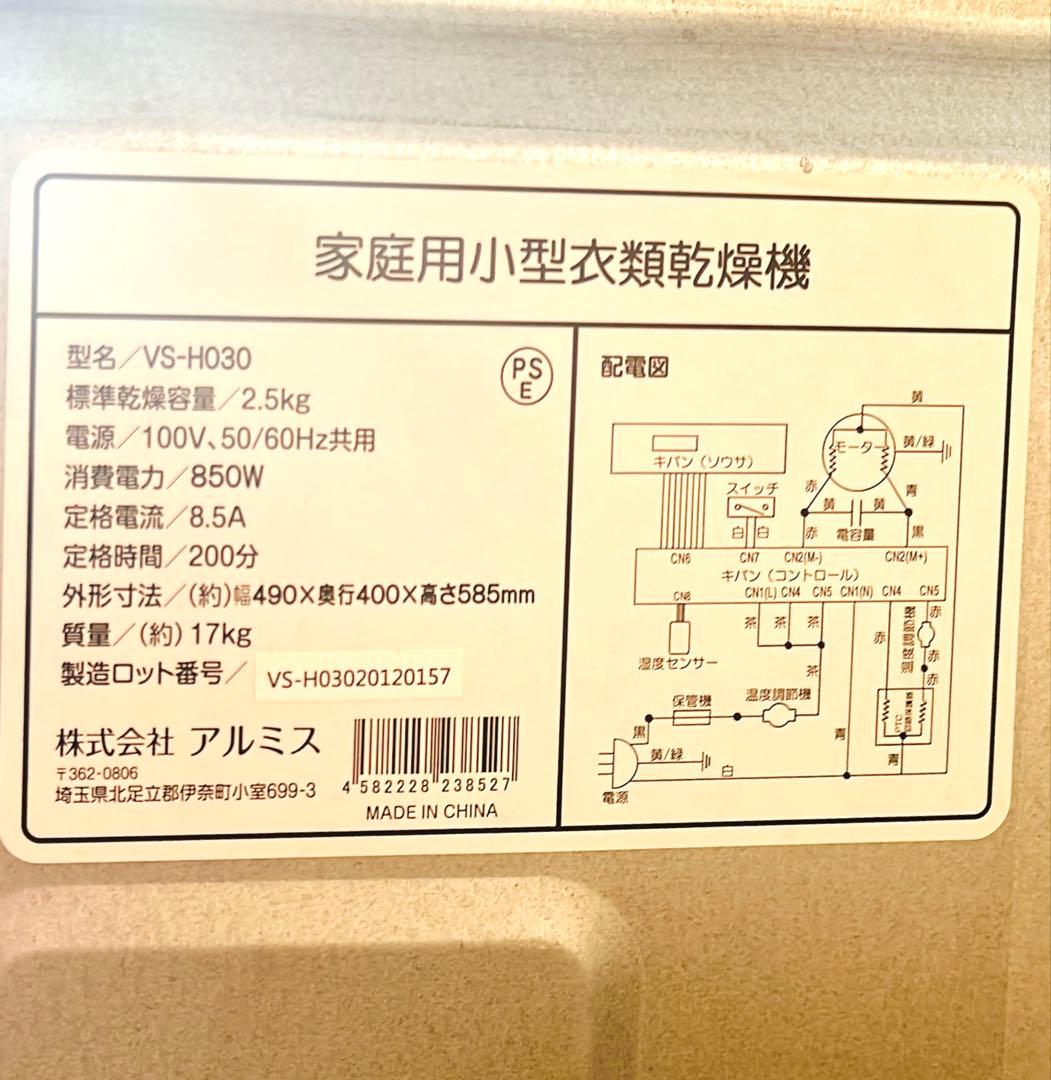 家庭用小型衣類乾燥機
型名／VS-H030
標準乾燥容量／2.5kg
電源／100V、50/60Hz共用
消費電力／850W
定格電流／8.5A
定格時間／200分
外形寸法／(約)幅490×奥行400×高さ585mm
質量／(約)17kg
製造ロット番号／ VS-H03020120157
PS
E
株式会社 アルミス
〒362-0806
埼玉県北足立郡伊奈町小室699-3
4 582228 238527
MADE IN CHINA
配電図
黄
キバン（ソウサ）
モーター
黄/緑
スイッチ
赤
青
黄
黄
白
白
赤
電容量
黒
CN6
CN7
CN2(M-)
CN2(M+)
キバン（コントロール）
CN8
CN1(L)
CN4
CN5
CN1(N)
CN4
CN5
茶
茶
茶
赤
赤
温度センサー
茶
赤
赤
保管機
温度調節機
黒
青
青
黄/緑
白
電源